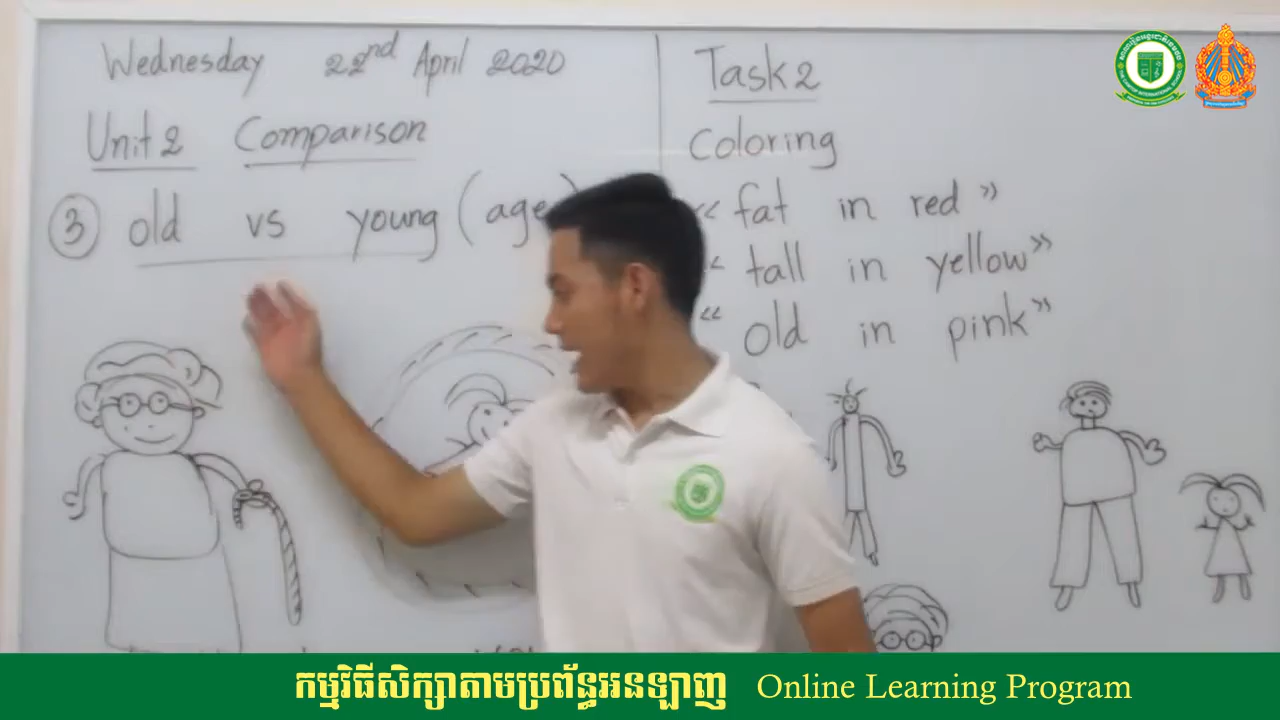 Wednesday 22nd April 2020
Unit 2 Comparison
3 old vs young (age)
Task 2
Coloring
“fat in red”
“tall in yellow”
“old in pink”
កម្មវិធីសិក្សាតាមប្រព័ន្ធអនឡាញ Online Learning Program